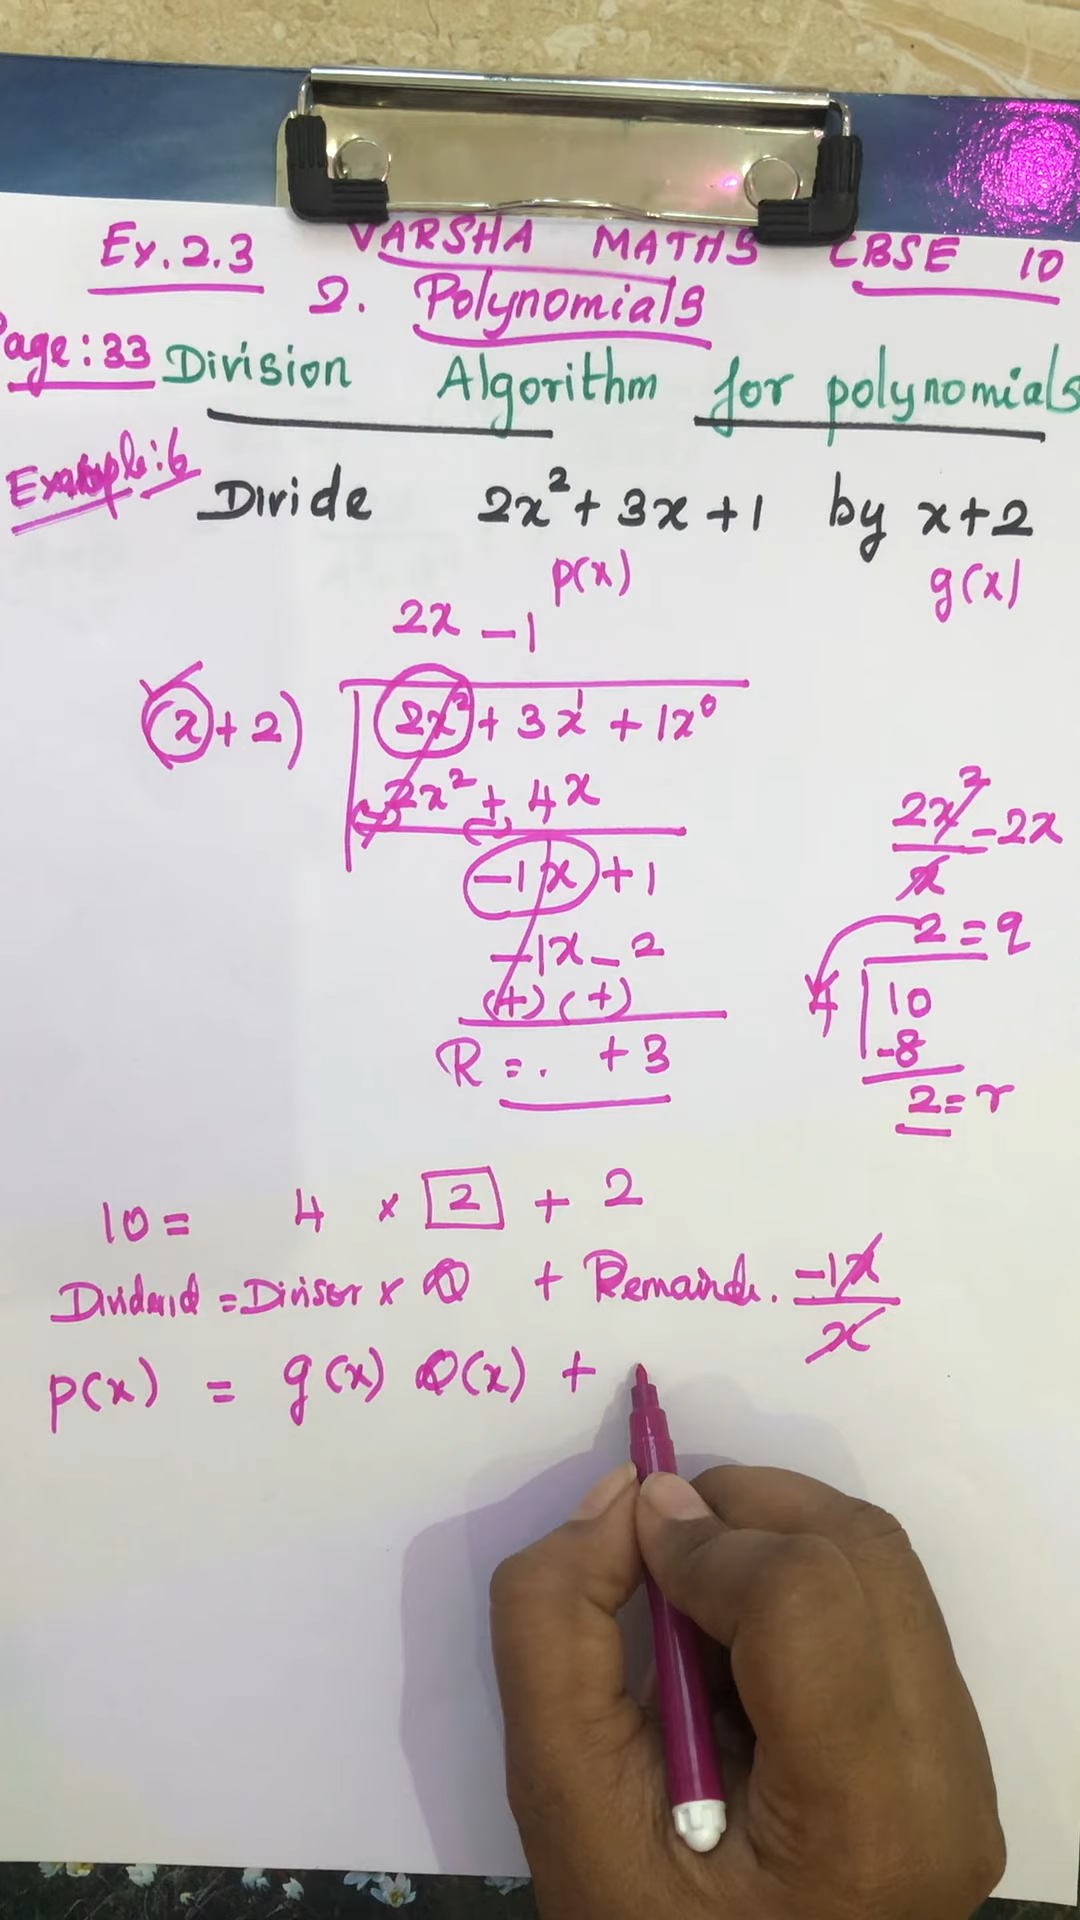 Ex.2.3 VARSHA MATHS CBSE 10
2. Polynomials
Page:33 Division Algorithm for polynomials
Example:6 Divide 2x²+3x+1 by x+2
p(x) g(x)
2x -1
x+2) 2x²+3x¹+1x⁰
2x²+4x
(-) (-)
-1x+1
-1x-2
(+) (+)
R=. +3
2x²-2x
x
2=q
4 10
-8
2=r
10= 4 × 2 + 2
Dividend =Divisor × Q + Remainder.
-1x
x
p(x) = g(x) Q(x) +